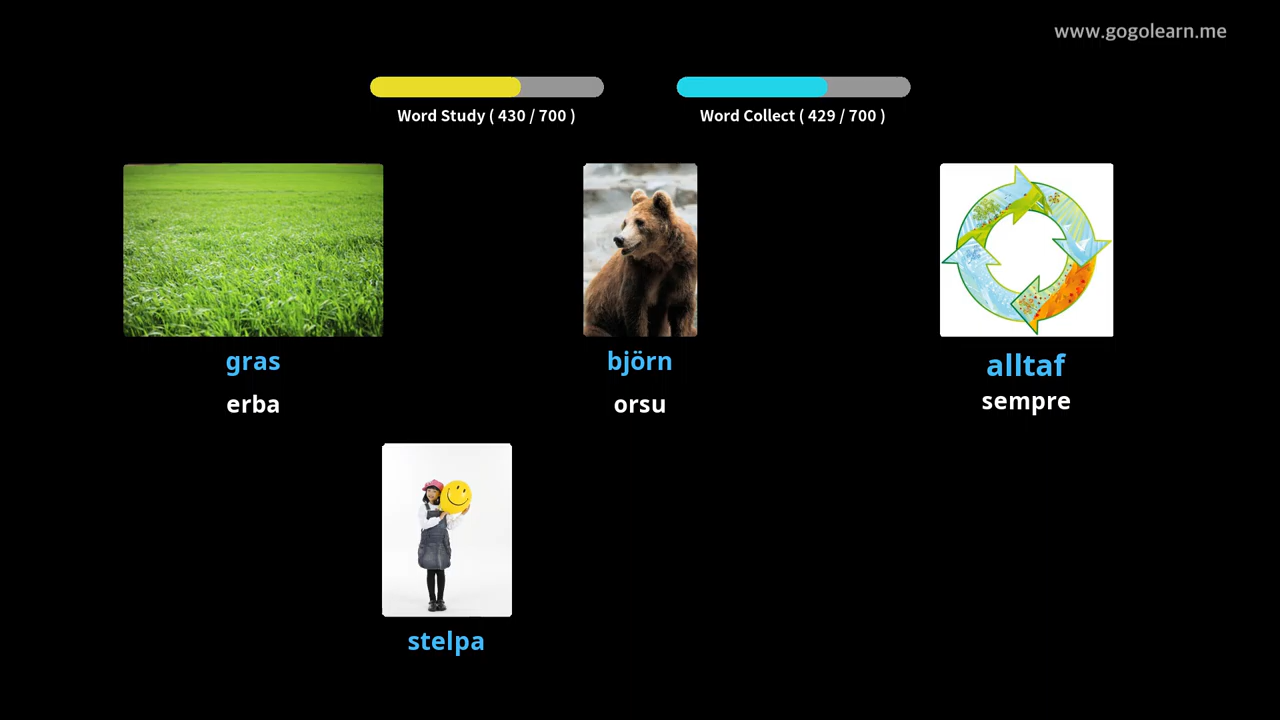 www.gogolearn.me
Word Study ( 430 / 700 )
Word Collect ( 429 / 700 )
gras
björn
alltaf
erba
orsu
sempre
stelpa